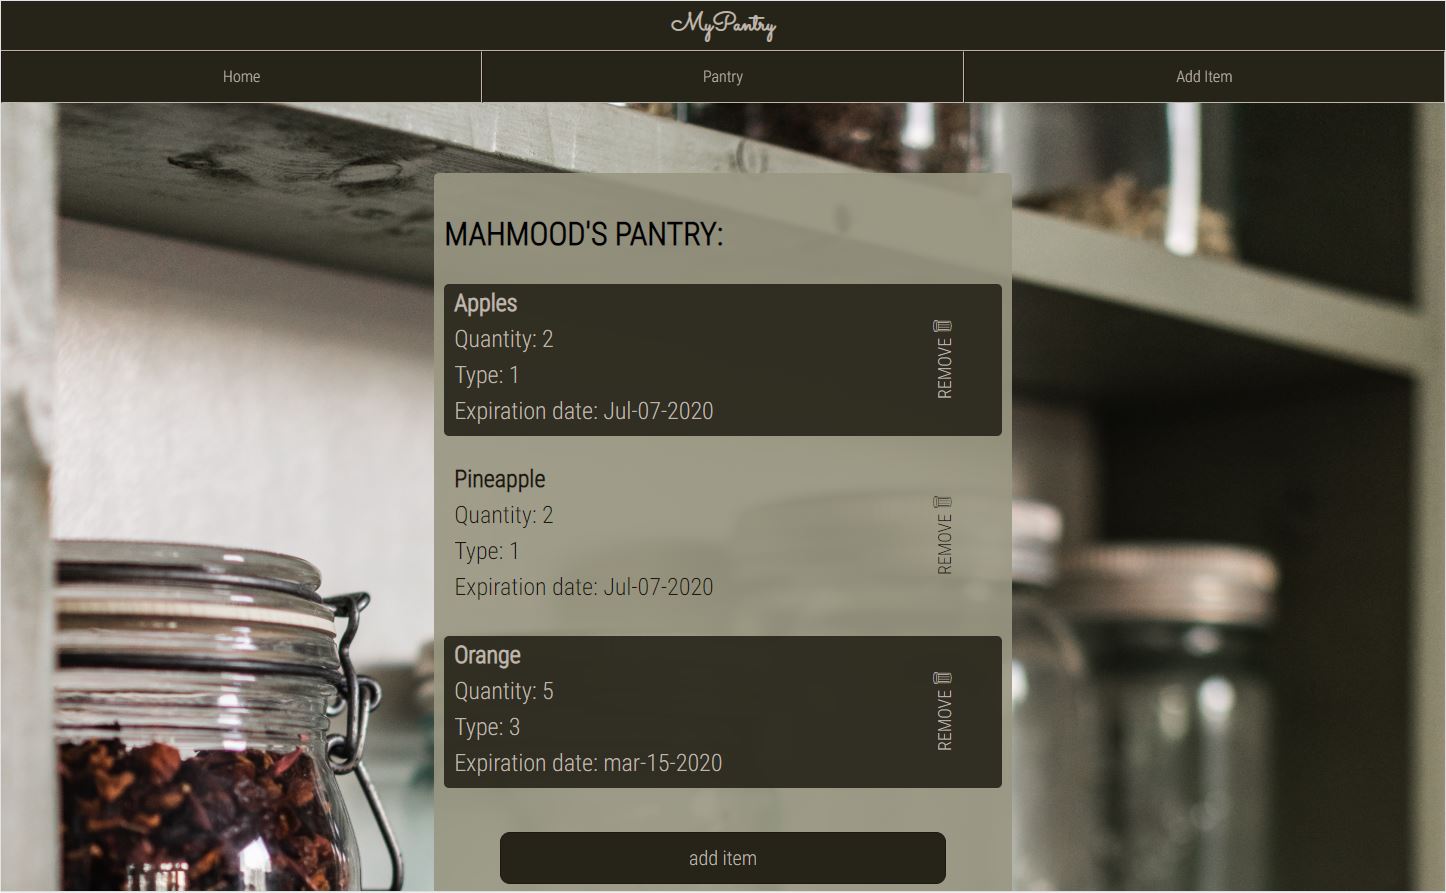 MyPantry
Home
Pantry
Add Item
MAHMOOD'S PANTRY:
Apples
Quantity: 2
Type: 1
Expiration date: Jul-07-2020
REMOVE
Pineapple
Quantity: 2
Type: 1
Expiration date: Jul-07-2020
REMOVE
Orange
Quantity: 5
Type: 3
Expiration date: mar-15-2020
REMOVE
add item